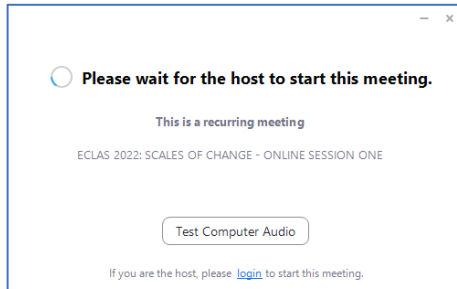 Please wait for the host to start this meeting.
This is a recurring meeting
ECLAS 2022: SCALES OF CHANGE - ONLINE SESSION ONE
Test Computer Audio
If you are the host, please login to start this meeting.